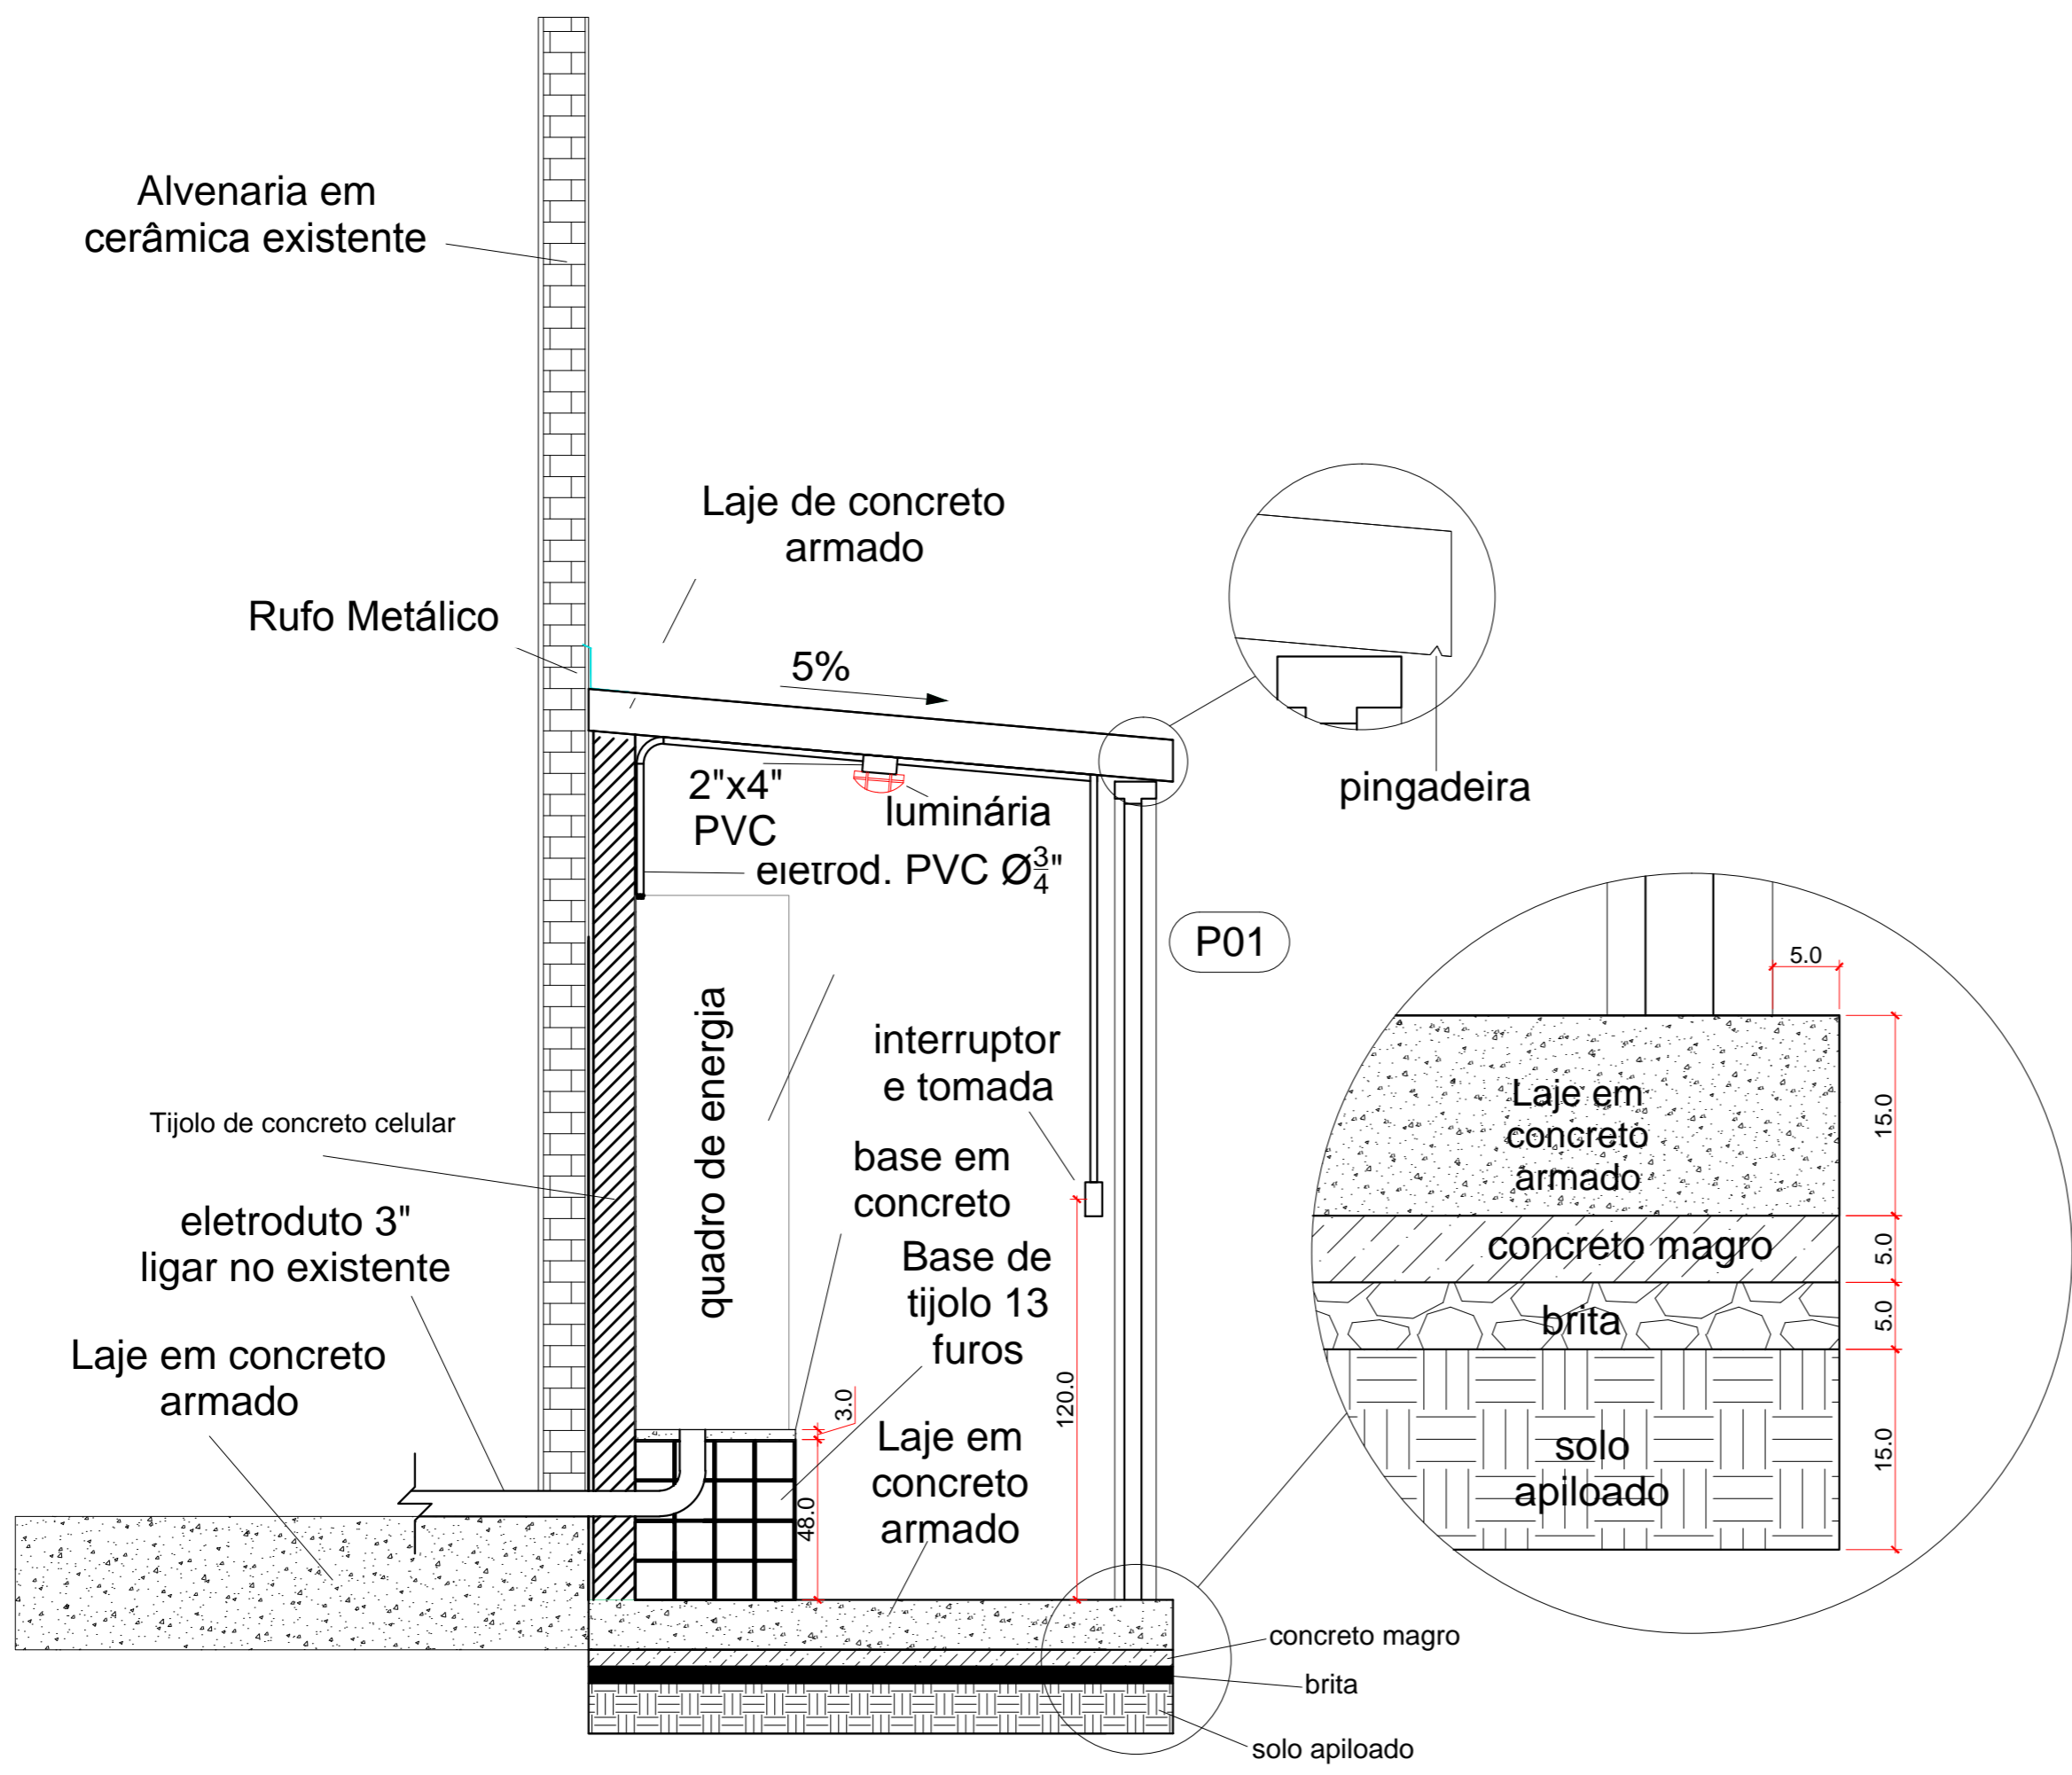 Alvenaria em
cerâmica existente
Laje de concreto
armado
Rufo Metálico
5%
pingadeira
2"x4"
PVC
luminária
eletrod. PVC Ø3/4"
P01
quadro de energia
interruptor
e tomada
Tijolo de concreto celular
base em
concreto
eletroduto 3"
ligar no existente
Base de
tijolo 13
furos
Laje em concreto
armado
3.0
48.0
120.0
Laje em
concreto
armado
concreto magro
brita
solo apiloado
5.0
Laje em
concreto
armado
15.0
concreto magro
5.0
brita
5.0
solo
apiloado
15.0